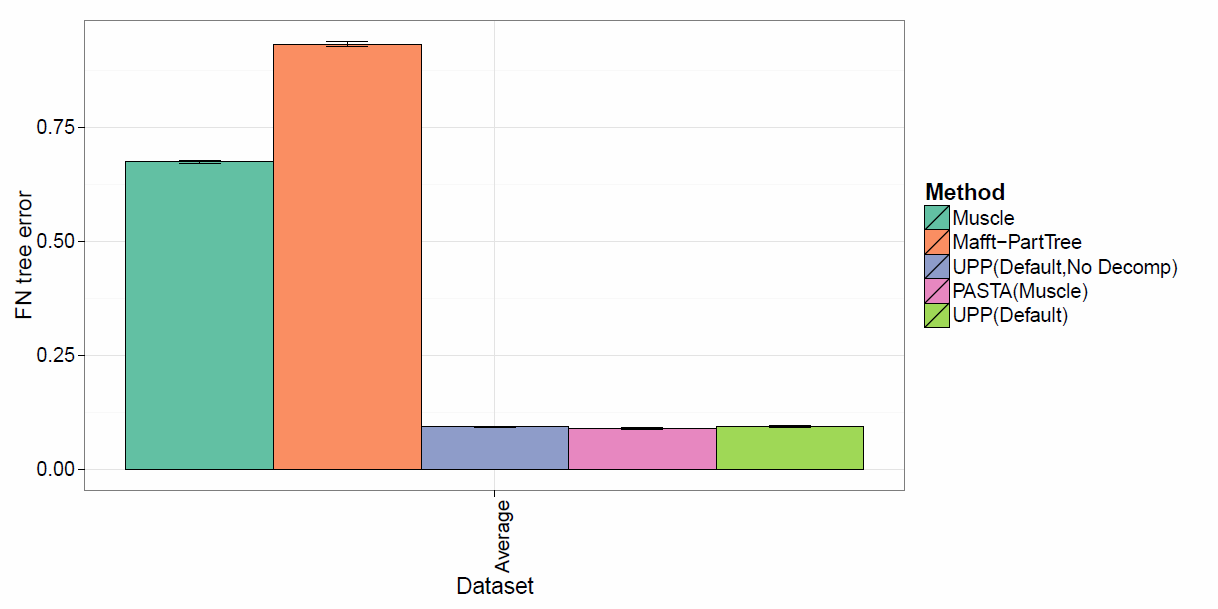 FN tree error
0.75
0.50
0.25
0.00
Average
Dataset
Method
Muscle
Mafft−PartTree
UPP(Default,No Decomp)
PASTA(Muscle)
UPP(Default)